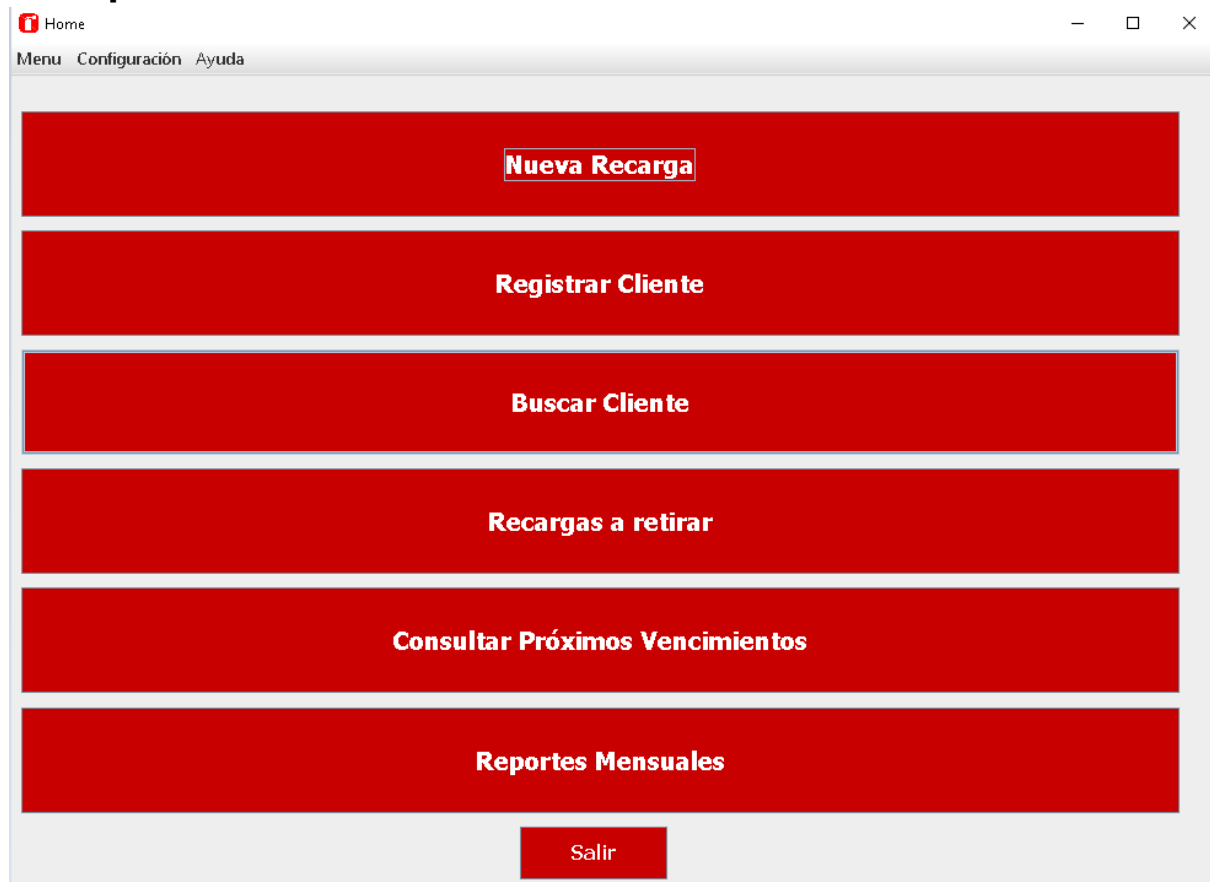 Home
Menu Configuración Ayuda
Nueva Recarga
Registrar Cliente
Buscar Cliente
Recargas a retirar
Consultar Próximos Vencimientos
Reportes Mensuales
Salir